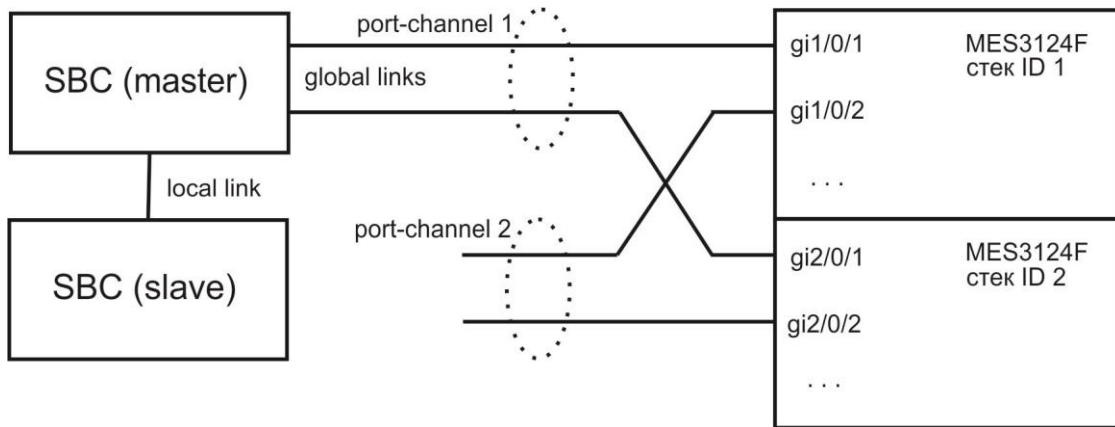 port-channel 1
SBC (master)
global links
gi1/0/1
MES3124F
стек ID 1
gi1/0/2
. . .
local link
port-channel 2
SBC (slave)
gi2/0/1
MES3124F
стек ID 2
gi2/0/2
. . .